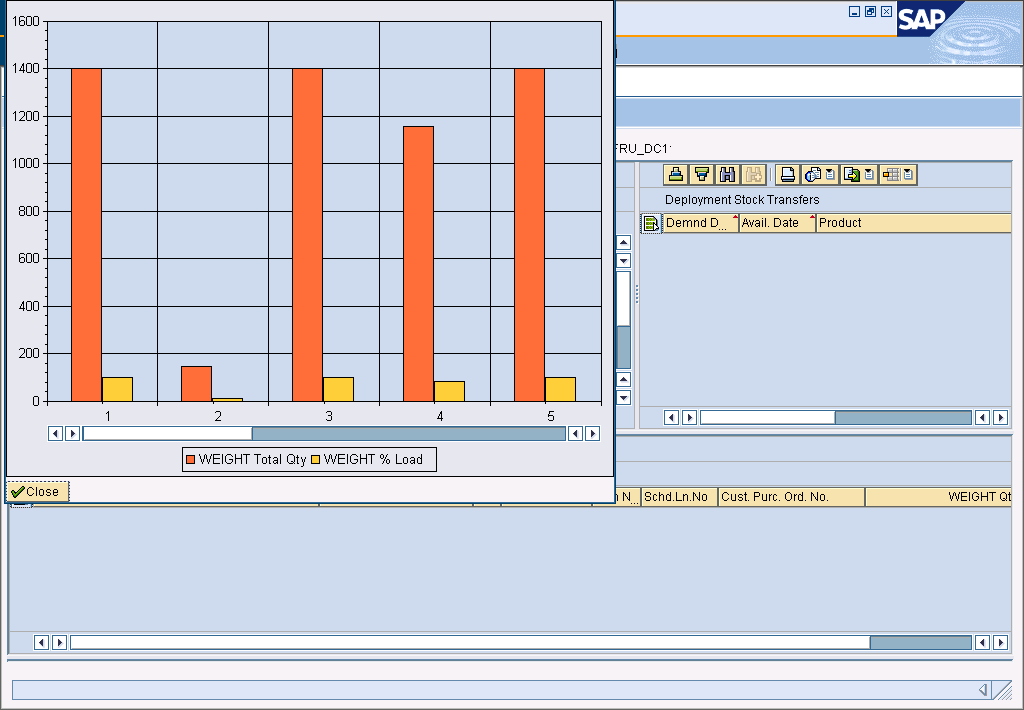 1600
1400
1200
1000
800
600
400
200
0
1 2 3 4 5
WEIGHT Total Qty WEIGHT % Load
Close
SAP
FRU_DC1
Deployment Stock Transfers
Demnd D... Avail. Date Product
N... Schd.Ln.No Cust. Purc. Ord. No. WEIGHT Qt